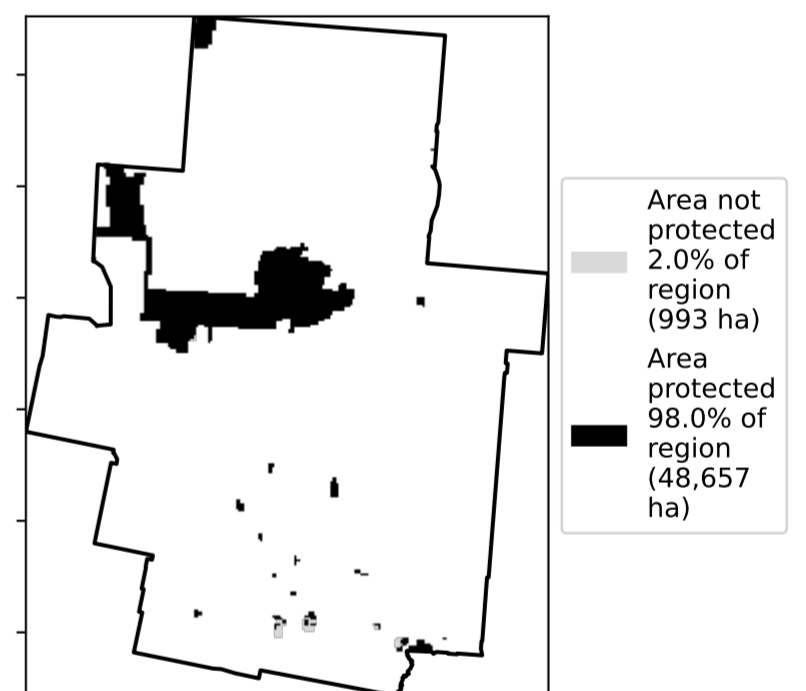 Area not
protected
2.0% of
region
(993 ha)
Area
protected
98.0% of
region
(48,657
ha)